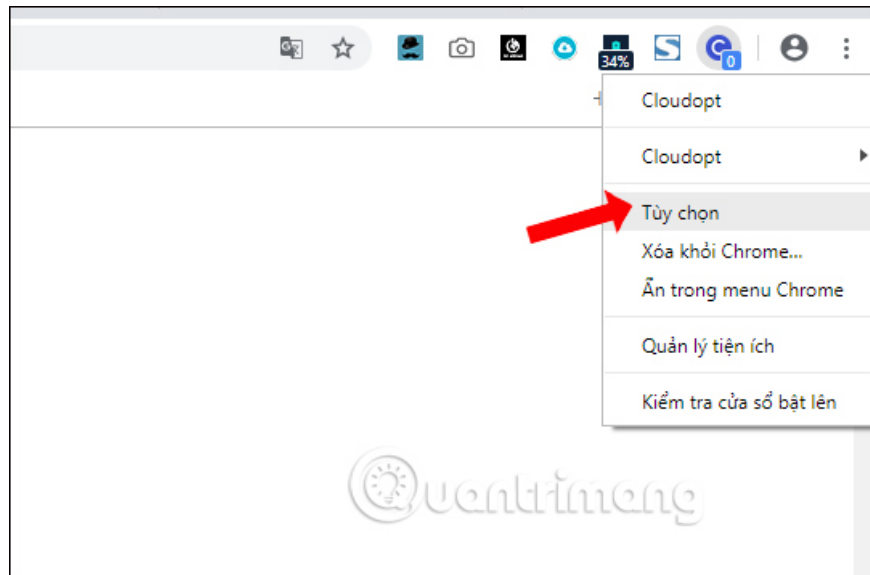 34%
0
Cloudopt
Cloudopt
Tùy chọn
Xóa khỏi Chrome...
Ẩn trong menu Chrome
Quản lý tiện ích
Kiểm tra cửa sổ bật lên
Quantrimang